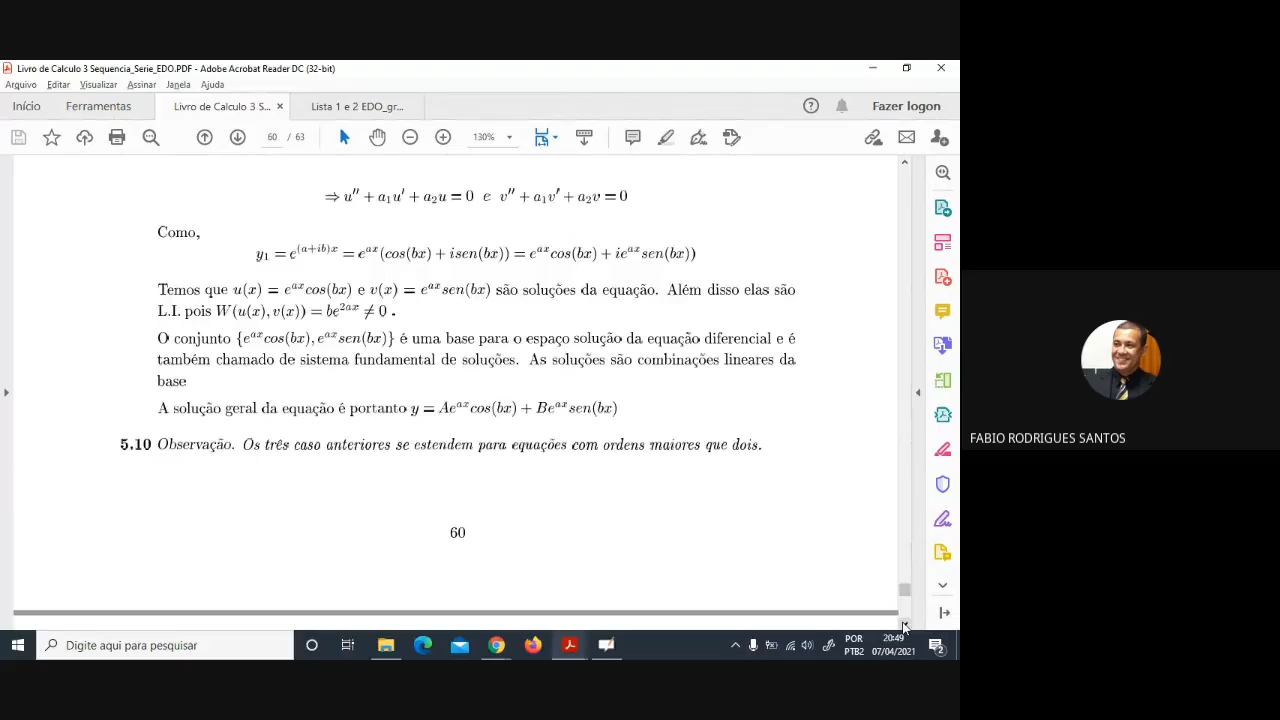 Livro de Calculo 3 Sequencia_Serie_EDO.PDF - Adobe Acrobat Reader DC (32-bit)
Arquivo Editar Visualizar Assinar Janela Ajuda
Início Ferramentas Livro de Calculo 3 S... × Lista 1 e 2 EDO_gr... Fazer logon
60 / 63 130%
⇒ u″ + a₁u′ + a₂u = 0 e v″ + a₁v′ + a₂v = 0
Como,
y₁ = e^{(a+ib)x} = e^{ax}(cos(bx) + isen(bx)) = e^{ax}cos(bx) + ie^{ax}sen(bx))
Temos que u(x) = e^{ax}cos(bx) e v(x) = e^{ax}sen(bx) são soluções da equação. Além disso elas são
L.I. pois W(u(x), v(x)) = be^{2ax} ≠ 0 .
O conjunto {e^{ax}cos(bx), e^{ax}sen(bx)} é uma base para o espaço solução da equação diferencial e é
também chamado de sistema fundamental de soluções. As soluções são combinações lineares da
base
A solução geral da equação é portanto y = Ae^{ax}cos(bx) + Be^{ax}sen(bx)
5.10 Observação. Os três caso anteriores se estendem para equações com ordens maiores que dois.
60
FABIO RODRIGUES SANTOS
Digite aqui para pesquisar
POR
PTB2
20:49
07/04/2021
2